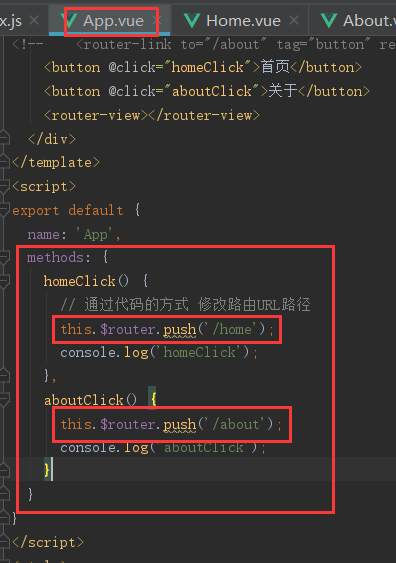 x.js App.vue Home.vue About.v
<!-- <router-link to="/about" tag="button" re
<button @click="homeClick">首页</button>
<button @click="aboutClick">关于</button>
<router-view></router-view>
</div>
</template>
<script>
export default {
name: 'App',
methods: {
homeClick() {
// 通过代码的方式 修改路由URL路径
this.$router.push('/home');
console.log('homeClick');
},
aboutClick() {
this.$router.push('/about');
console.log('aboutClick');
}
}
}
</script>